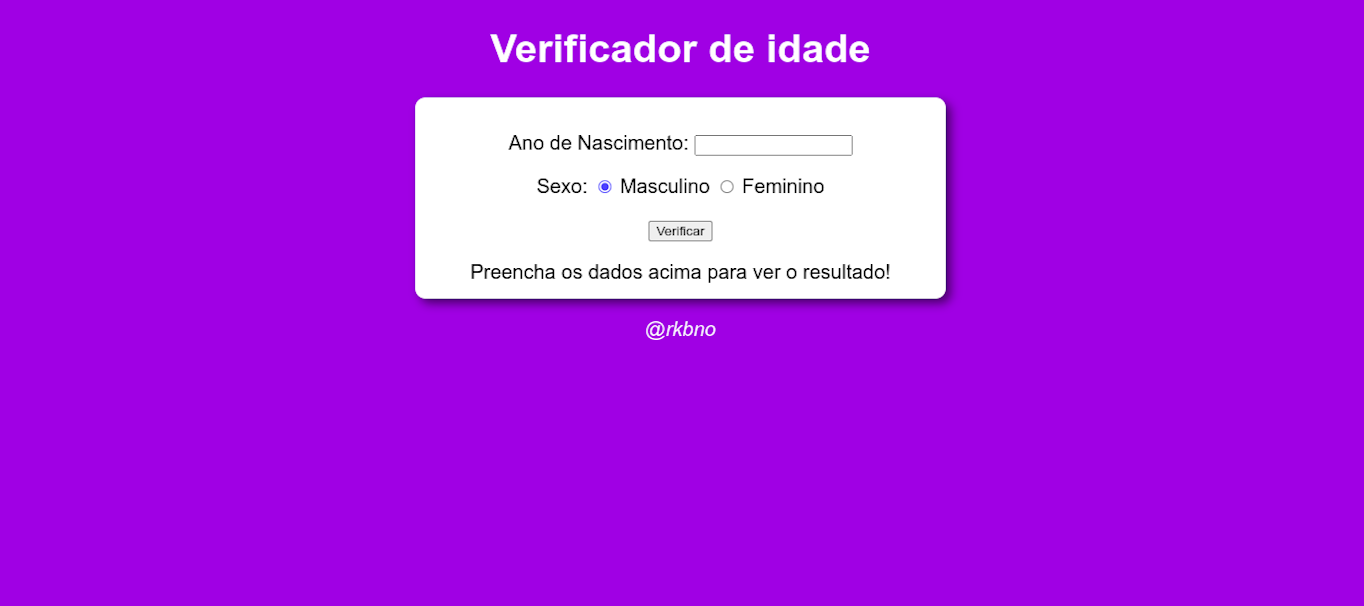 Verificador de idade
Ano de Nascimento:
Sexo: Masculino Feminino
Verificar
Preencha os dados acima para ver o resultado!
@rkbno